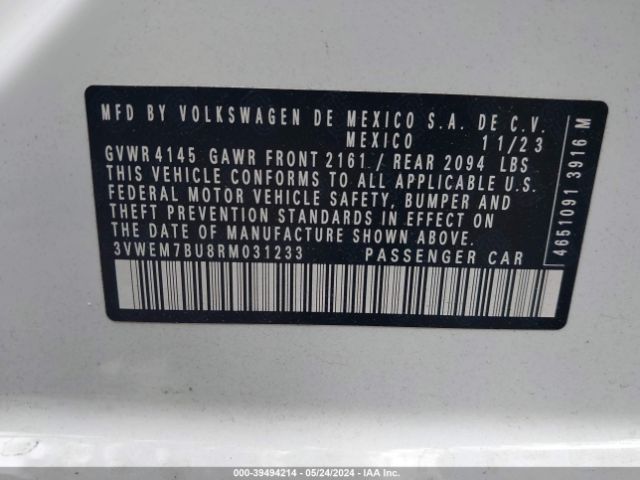 MFD BY VOLKSWAGEN DE MEXICO S.A. DE C.V.
MEXICO 11/23
GVWR 4145 GAWR FRONT 2161 / REAR 2094 LBS
THIS VEHICLE CONFORMS TO ALL APPLICABLE U.S.
FEDERAL MOTOR VEHICLE SAFETY, BUMPER AND
THEFT PREVENTION STANDARDS IN EFFECT ON
THE DATE OF MANUFACTURE SHOWN ABOVE.
3VWEM7BU8RM031233 PASSENGER CAR
4651091 3916 M
000-39494214 - 05/24/2024 - IAA Inc.